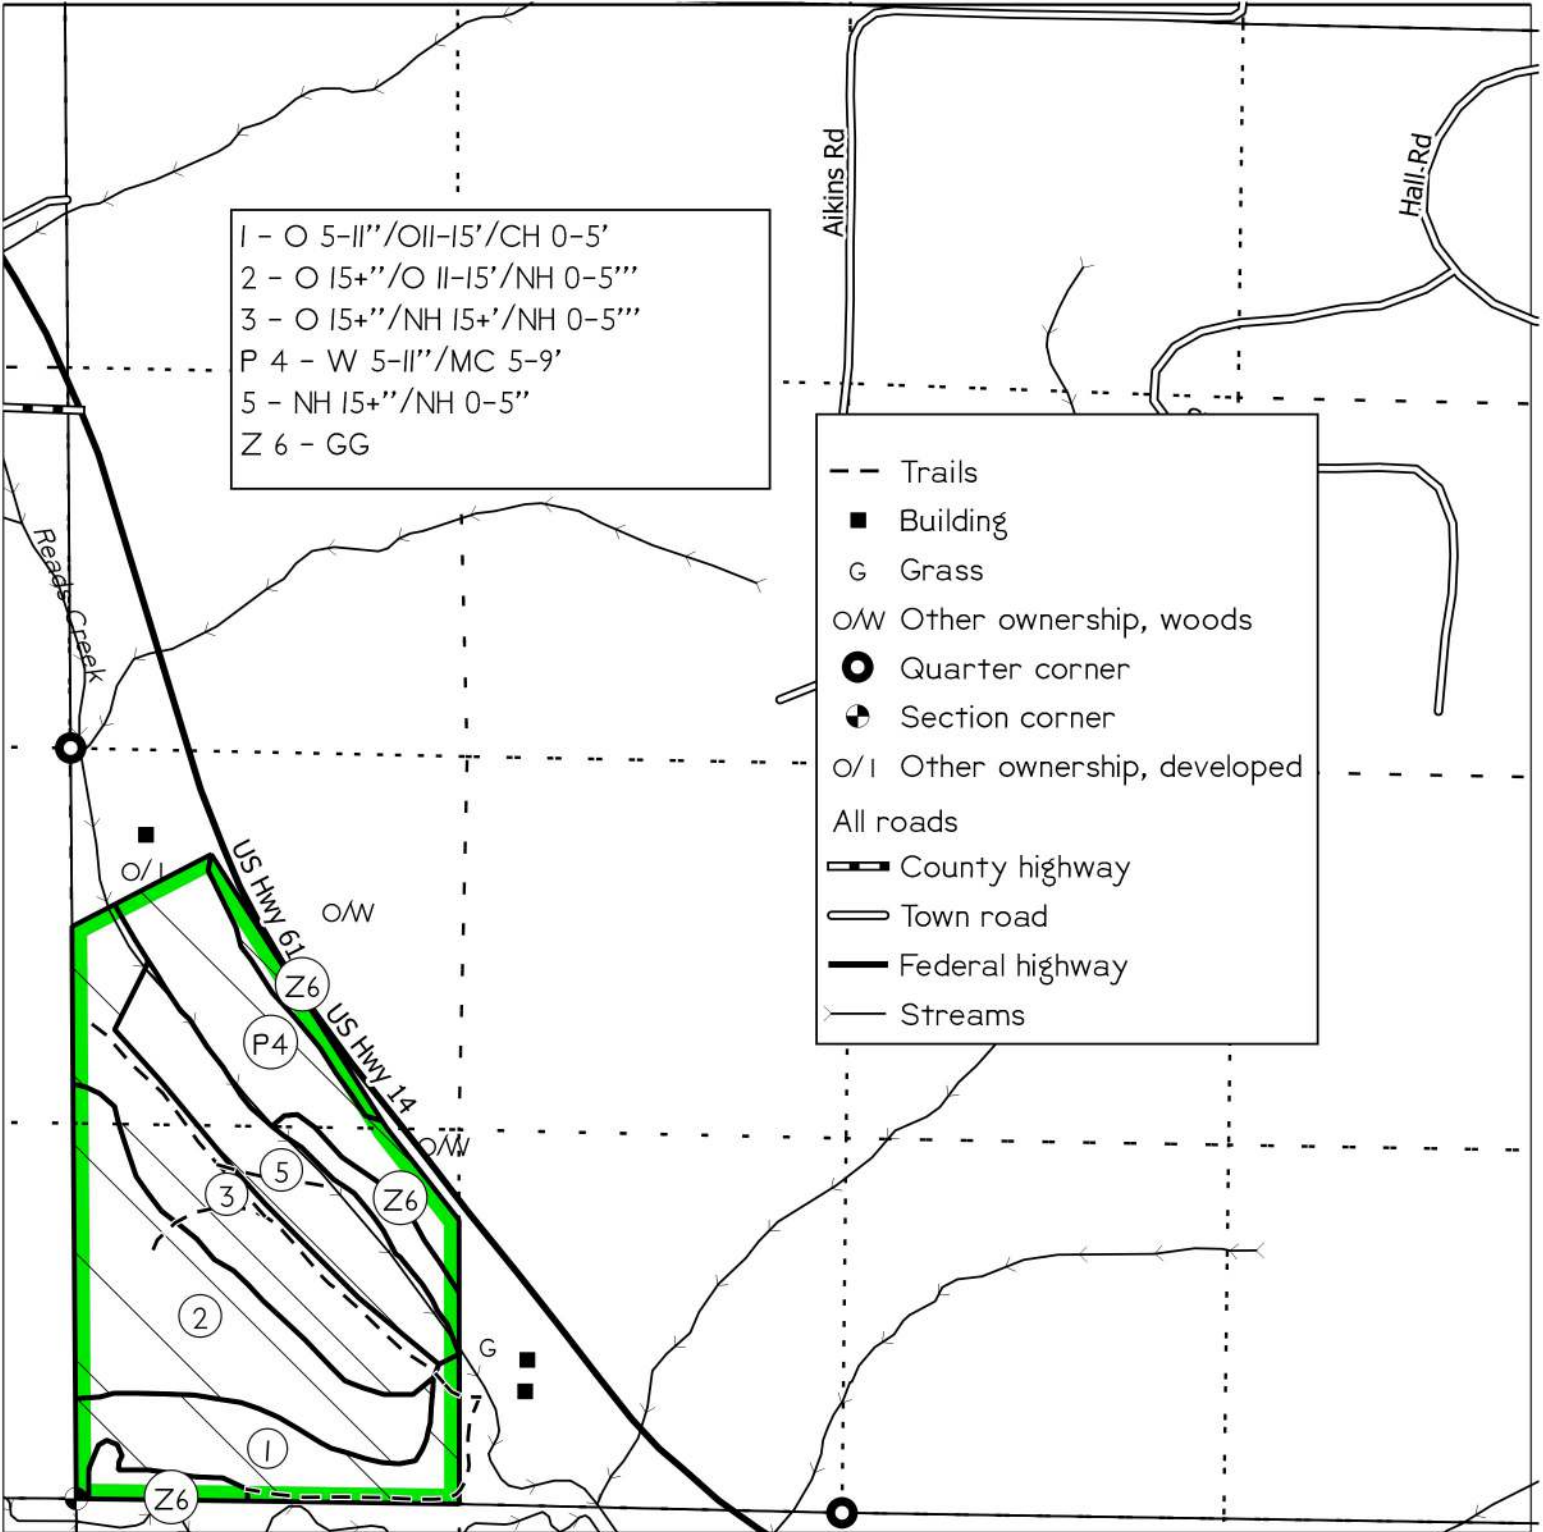 Aikins Rd
Hall Rd
1 - O 5-11''/O11-15'/CH 0-5'
2 - O 15+''/O 11-15'/NH 0-5'''
3 - O 15+''/NH 15+'/NH 0-5'''
P 4 - W 5-11''/MC 5-9'
5 - NH 15+''/NH 0-5''
Z 6 - GG
Trails
Building
G Grass
O/W Other ownership, woods
Quarter corner
Section corner
O/I Other ownership, developed
All roads
County highway
Town road
Federal highway
Streams
Reads Creek
O/I
US Hwy 61
O/W
Z6
P4
US Hwy 14
O/W
5
3
Z6
2
G
1
Z6